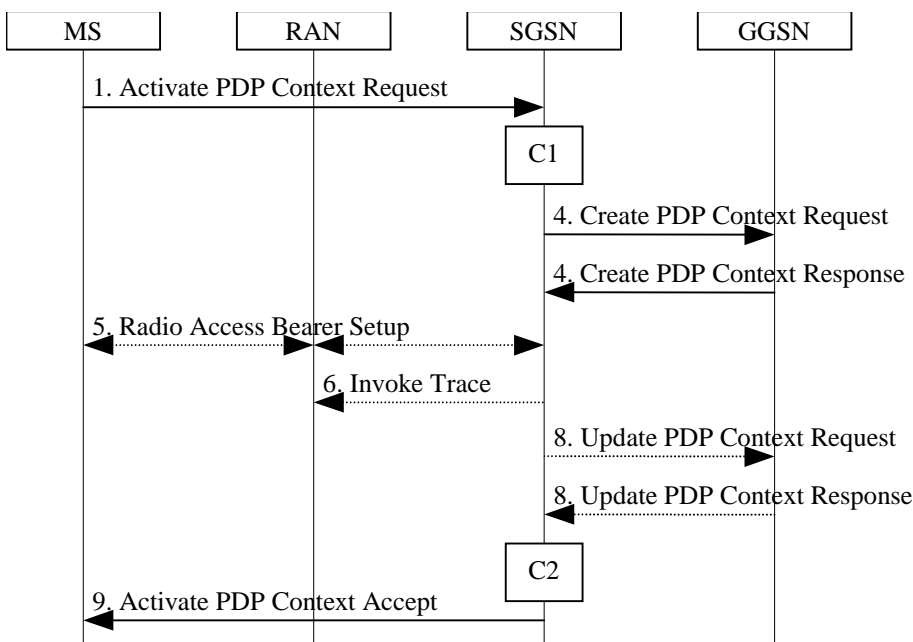 MS
RAN
SGSN
GGSN
1. Activate PDP Context Request
C1
4. Create PDP Context Request
4. Create PDP Context Response
5. Radio Access Bearer Setup
6. Invoke Trace
8. Update PDP Context Request
8. Update PDP Context Response
C2
9. Activate PDP Context Accept